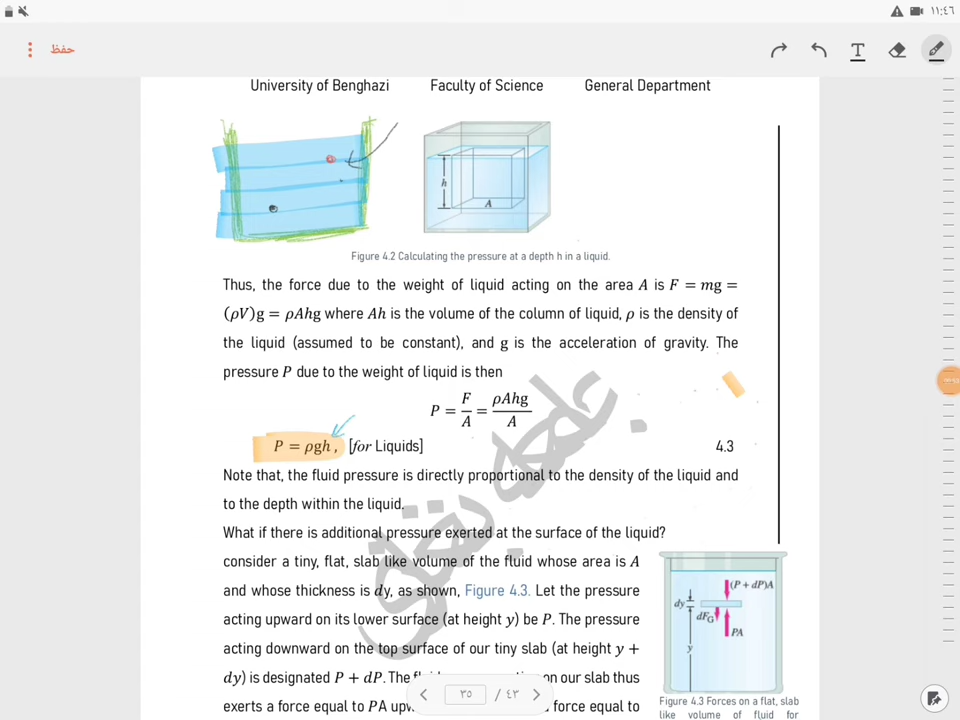 ١١:٤٦
حفظ
T
University of Benghazi Faculty of Science General Department
h
A
Figure 4.2 Calculating the pressure at a depth h in a liquid.
Thus, the force due to the weight of liquid acting on the area A is F = mg =
(ρV)g = ρAhg where Ah is the volume of the column of liquid, ρ is the density of
the liquid (assumed to be constant), and g is the acceleration of gravity. The
pressure P due to the weight of liquid is then
P = F/A = ρAhg/A
P = ρgh, [for Liquids] 4.3
Note that, the fluid pressure is directly proportional to the density of the liquid and
to the depth within the liquid.
What if there is additional pressure exerted at the surface of the liquid?
consider a tiny, flat, slab like volume of the fluid whose area is A
and whose thickness is dy, as shown, Figure 4.3. Let the pressure
acting upward on its lower surface (at height y) be P. The pressure
acting downward on the top surface of our tiny slab (at height y +
dy) is designated P + dP. The on our slab thus
exerts a force equal to PA force equal to
(P + dP)A
dy
dFG
PA
y
Figure 4.3 Forces on a flat, slab
like volume of fluid for
٣٥ / ٤٣